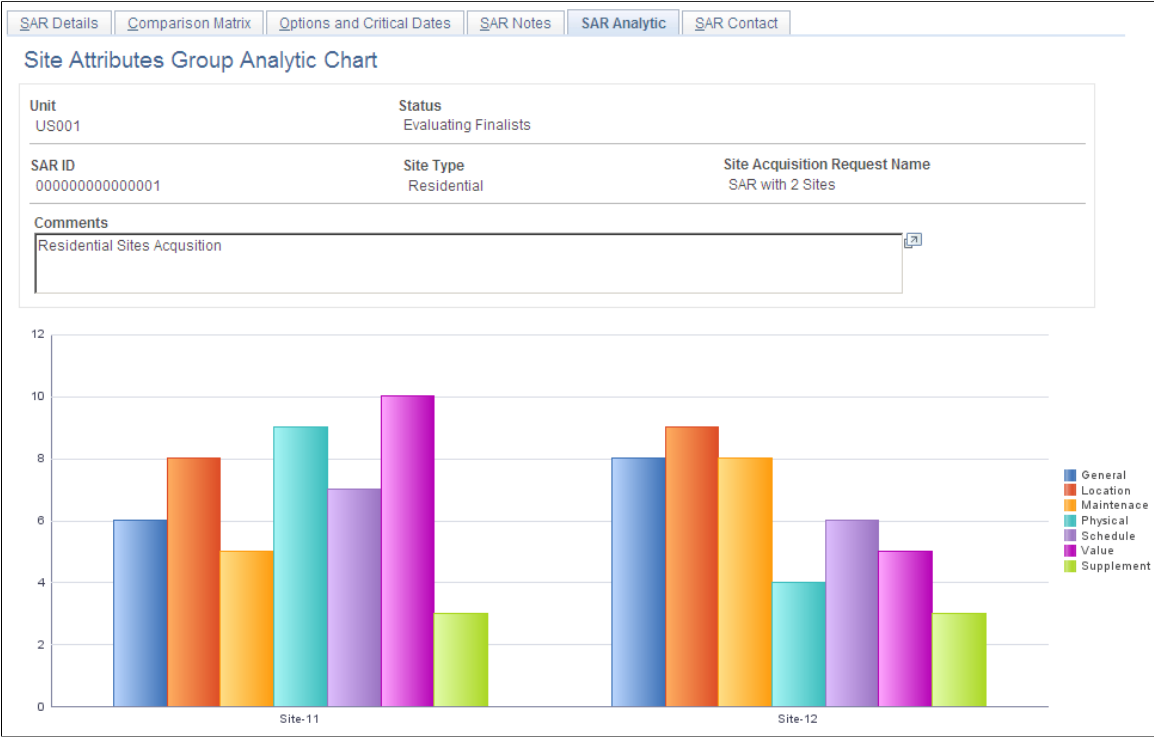 SAR Details Comparison Matrix Options and Critical Dates SAR Notes SAR Analytic SAR Contact
Site Attributes Group Analytic Chart
Unit Status
US001 Evaluating Finalists
SAR ID Site Type Site Acquisition Request Name
000000000000001 Residential SAR with 2 Sites
Comments
Residential Sites Acqusition
12
10
8
6
4
2
0
Site-11 Site-12
General
Location
Maintenace
Physical
Schedule
Value
Supplement